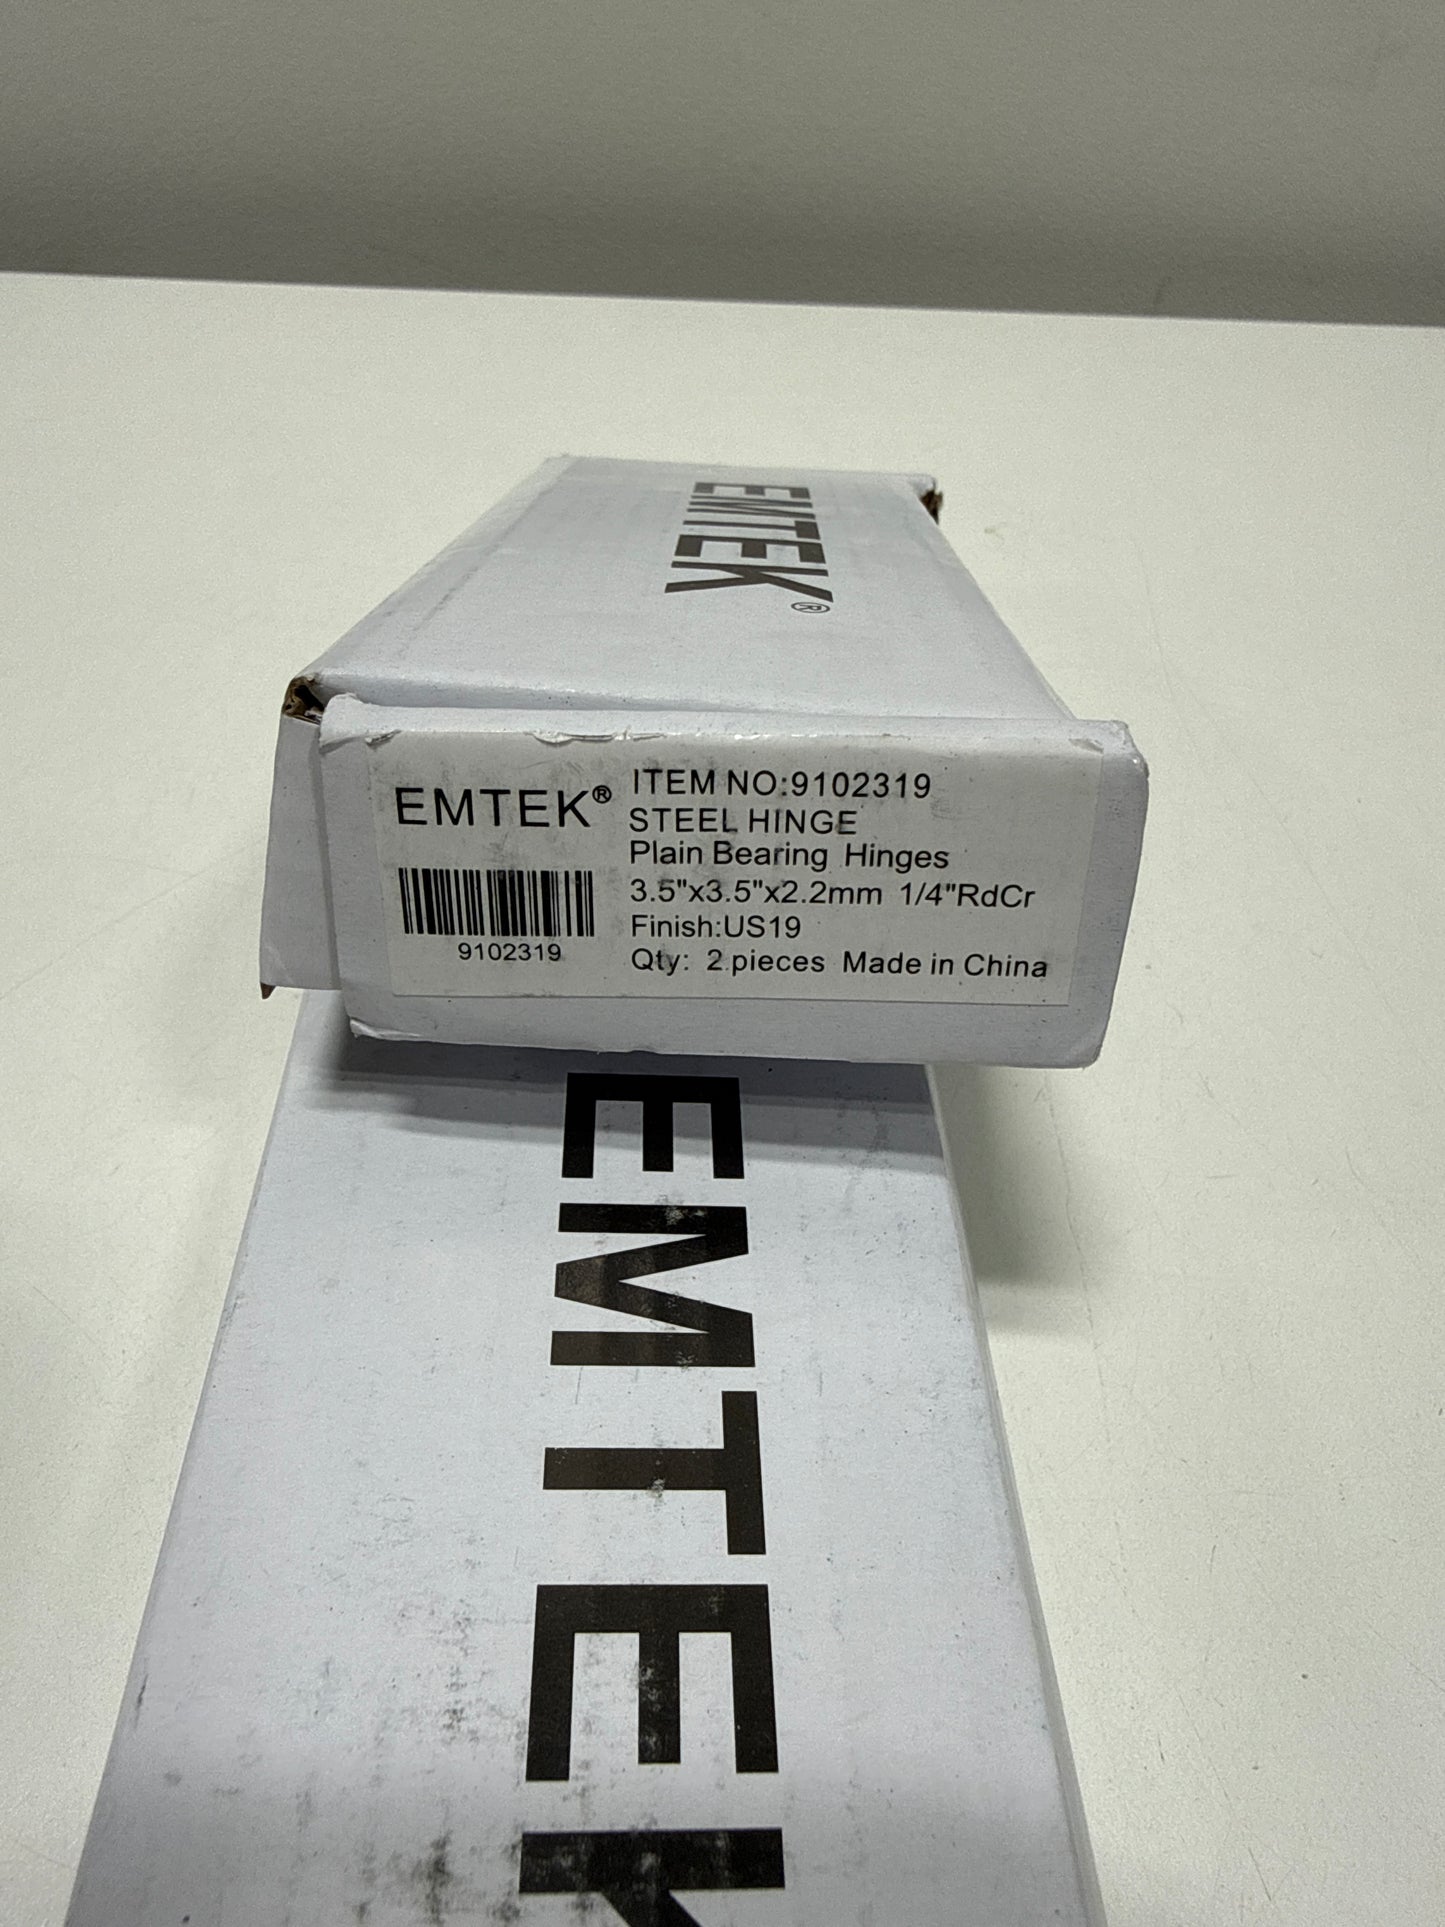 EMTEK®
EMTEK®
ITEM NO:9102319
STEEL HINGE
Plain Bearing Hinges
3.5"x3.5"x2.2mm 1/4"RdCr
Finish:US19
Qty: 2 pieces Made in China
9102319
EMTEK